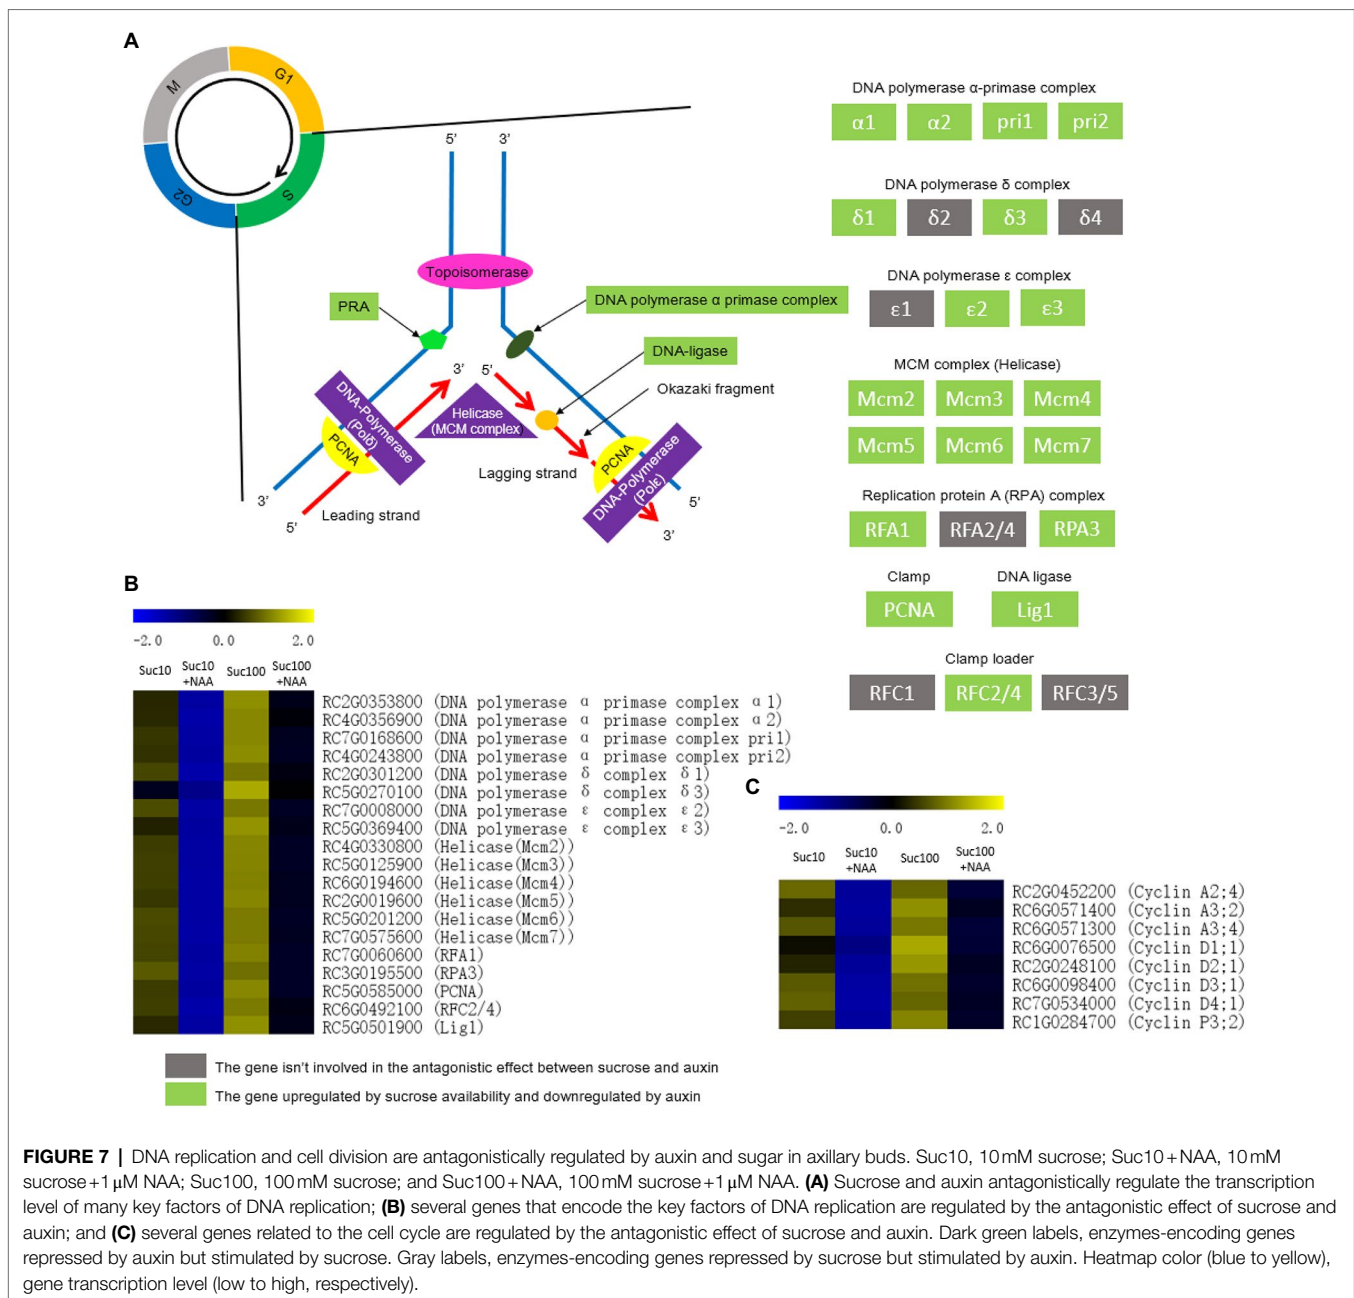 A
M
G1
G2
S
5'
3'
Topoisomerase
PRA
DNA polymerase α primase complex
DNA-ligase
3'
5'
Okazaki fragment
Helicase
(MCM complex)
DNA-Polymerase
(Polδ)
PCNA
Lagging strand
PCNA
DNA-Polymerase
(Polε)
3'
5'
Leading strand
5'
3'
DNA polymerase α-primase complex
α1 α2 pri1 pri2
DNA polymerase δ complex
δ1 δ2 δ3 δ4
DNA polymerase ε complex
ε1 ε2 ε3
MCM complex (Helicase)
Mcm2 Mcm3 Mcm4
Mcm5 Mcm6 Mcm7
Replication protein A (RPA) complex
RFA1 RFA2/4 RPA3
Clamp DNA ligase
PCNA Lig1
Clamp loader
RFC1 RFC2/4 RFC3/5
B
-2.0 0.0 2.0
Suc10 Suc10 +NAA Suc100 Suc100 +NAA
RC2G0353800 (DNA polymerase α primase complex α1)
RC4G0356900 (DNA polymerase α primase complex α2)
RC7G0168600 (DNA polymerase α primase complex pri1)
RC4G0243800 (DNA polymerase α primase complex pri2)
RC2G0301200 (DNA polymerase δ complex δ1)
RC5G0270100 (DNA polymerase δ complex δ3)
RC7G0008000 (DNA polymerase ε complex ε2)
RC5G0369400 (DNA polymerase ε complex ε3)
RC4G0330800 (Helicase(Mcm2))
RC5G0125900 (Helicase(Mcm3))
RC6G0194600 (Helicase(Mcm4))
RC2G0019600 (Helicase(Mcm5))
RC5G0201200 (Helicase(Mcm6))
RC7G0575600 (Helicase(Mcm7))
RC7G0060600 (RFA1)
RC3G0195500 (RPA3)
RC5G0585000 (PCNA)
RC6G0492100 (RFC2/4)
RC5G0501900 (Lig1)
C
-2.0 0.0 2.0
Suc10 Suc10 +NAA Suc100 Suc100 +NAA
RC2G0452200 (Cyclin A2;4)
RC6G0571400 (Cyclin A3;2)
RC6G0571300 (Cyclin A3;4)
RC6G0076500 (Cyclin D1;1)
RC2G0248100 (Cyclin D2;1)
RC6G0098400 (Cyclin D3;1)
RC7G0534000 (Cyclin D4;1)
RC1G0284700 (Cyclin P3;2)
The gene isn't involved in the antagonistic effect between sucrose and auxin
The gene upregulated by sucrose availability and downregulated by auxin
FIGURE 7 | DNA replication and cell division are antagonistically regulated by auxin and sugar in axillary buds. Suc10, 10 mM sucrose; Suc10 + NAA, 10 mM
sucrose + 1 μM NAA; Suc100, 100 mM sucrose; and Suc100 + NAA, 100 mM sucrose + 1 μM NAA. (A) Sucrose and auxin antagonistically regulate the transcription
level of many key factors of DNA replication; (B) several genes that encode the key factors of DNA replication are regulated by the antagonistic effect of sucrose and
auxin; and (C) several genes related to the cell cycle are regulated by the antagonistic effect of sucrose and auxin. Dark green labels, enzymes-encoding genes
repressed by auxin but stimulated by sucrose. Gray labels, enzymes-encoding genes repressed by sucrose but stimulated by auxin. Heatmap color (blue to yellow),
gene transcription level (low to high, respectively).